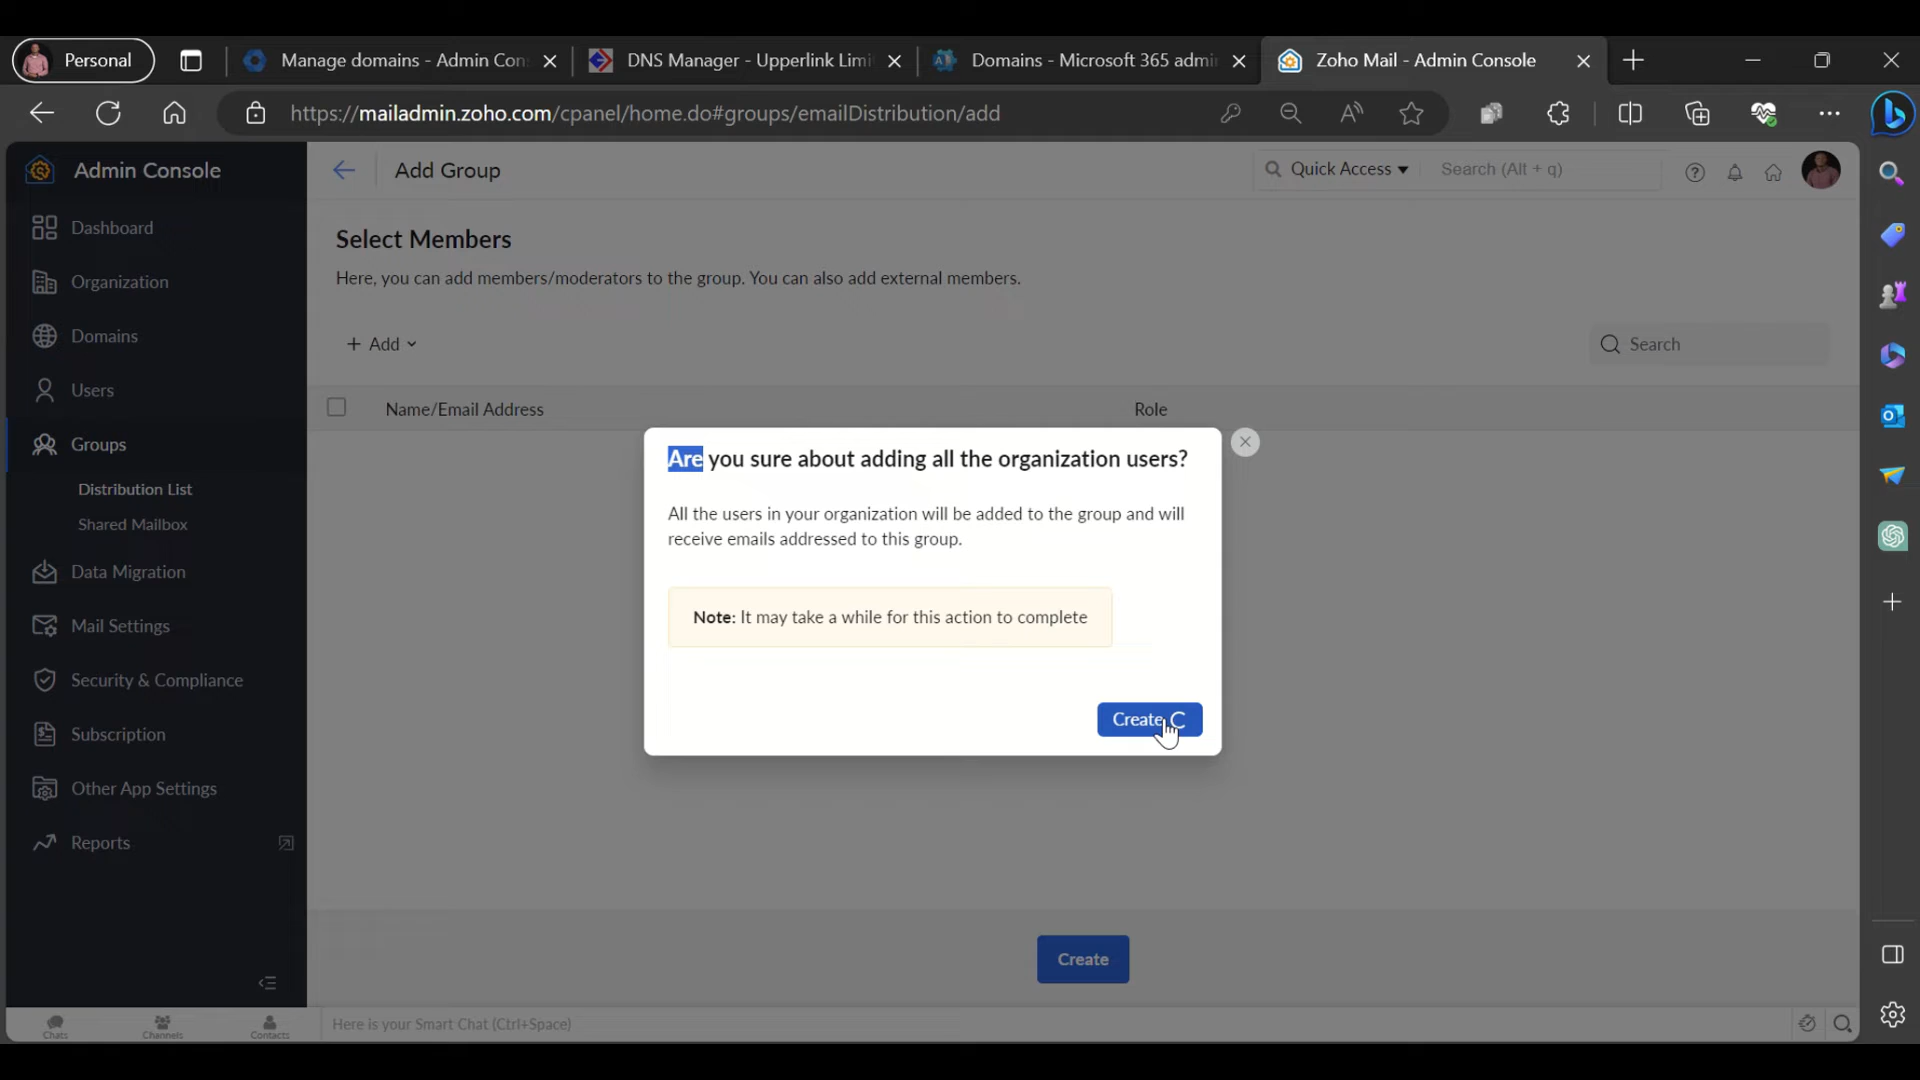 Personal
Manage domains - Admin Con
DNS Manager - Upperlink Limi
Domains - Microsoft 365 admin
Zoho Mail - Admin Console
https://mailadmin.zoho.com/cpanel/home.do#groups/emailDistribution/add
Admin Console
Add Group
Quick Access
Search (Alt + q)
Dashboard
Organization
Domains
Users
Groups
Distribution List
Shared Mailbox
Data Migration
Mail Settings
Security & Compliance
Subscription
Other App Settings
Reports
Select Members
Here, you can add members/moderators to the group. You can also add external members.
+ Add
Search
Name/Email Address
Role
Are you sure about adding all the organization users?
All the users in your organization will be added to the group and will
receive emails addressed to this group.
Note: It may take a while for this action to complete
Create
Create
Chats
Channels
Contacts
Here is your Smart Chat (Ctrl+Space)